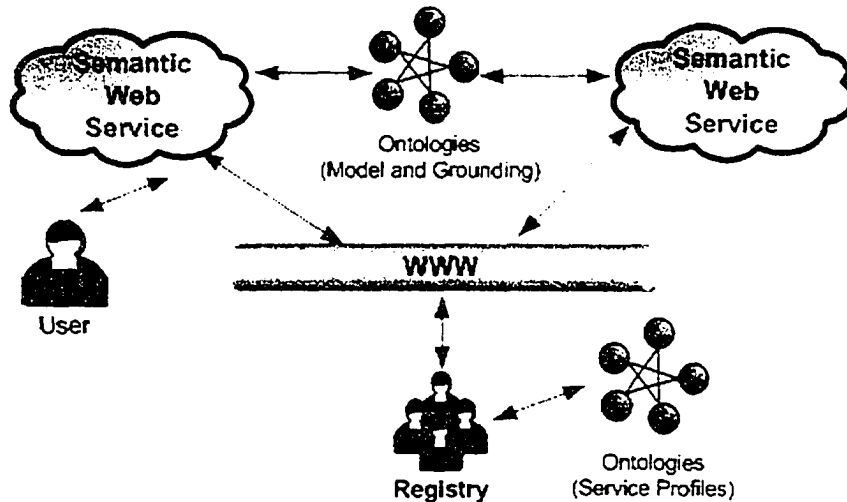 Semantic
Web
Service
Ontologies
(Model and Grounding)
Semantic
Web
Service
User
WWW
Registry
Ontologies
(Service Profiles)